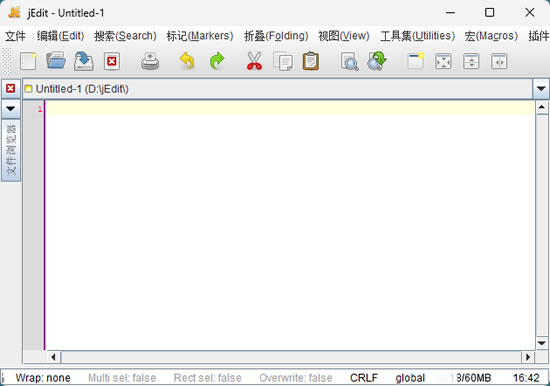 jEdit - Untitled-1
文件 编辑(Edit) 搜索(Search) 标记(Markers) 折叠(Folding) 视图(View) 工具集(Utilities) 宏(Macros) 插件
Untitled-1 (D:\jEdit\)
1
文件浏览器
Wrap: none Multi sel: false Rect sel: false Overwrite: false CRLF global /60MB 16:42